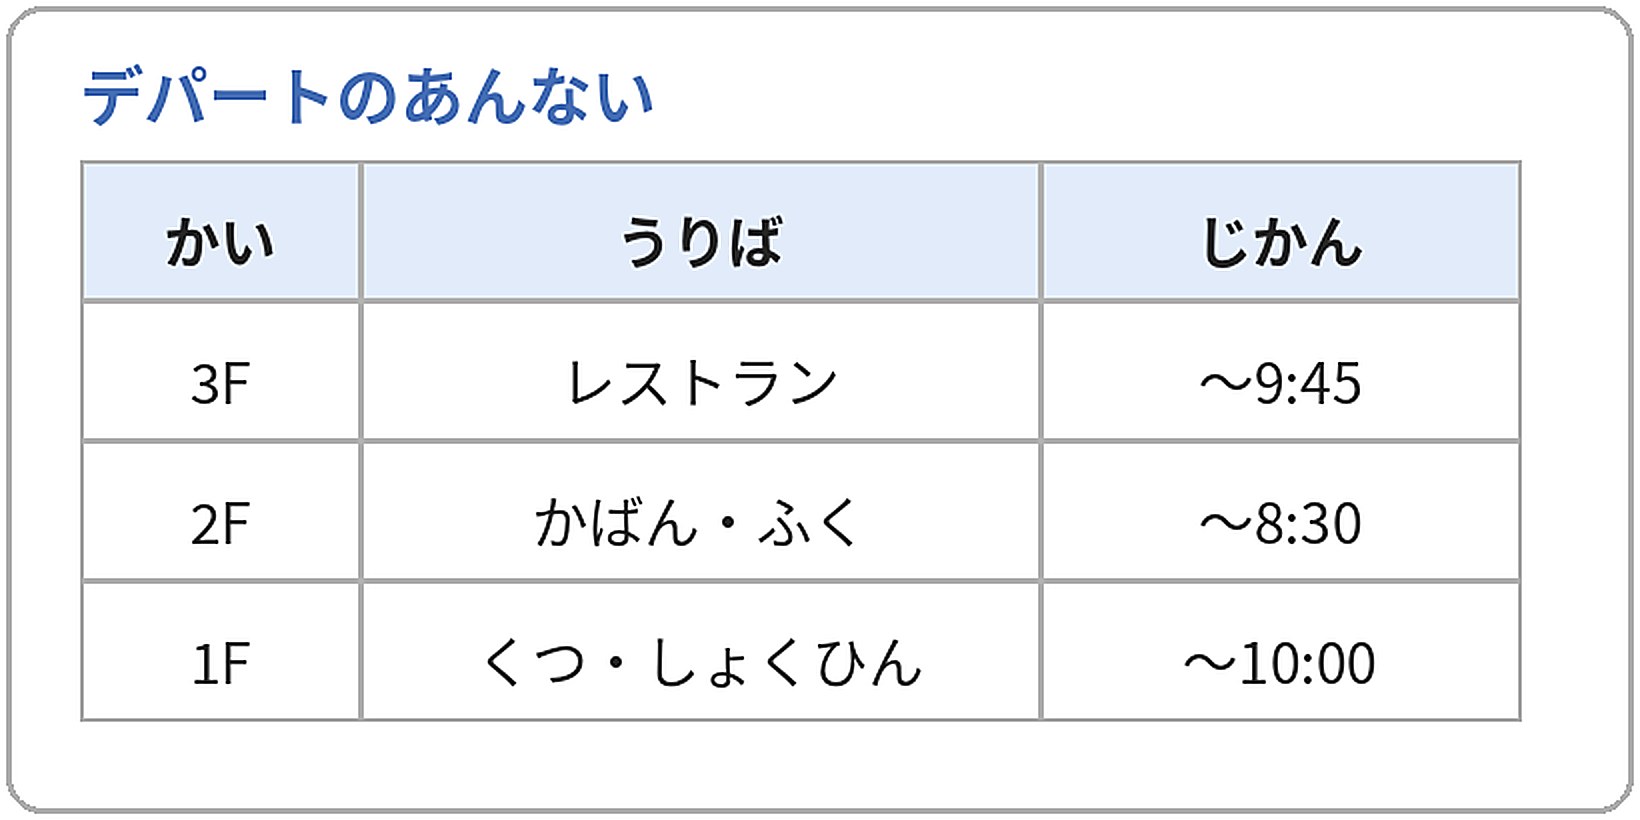 デパートのあんない
かい うりば じかん
3F レストラン ～9:45
2F かばん・ふく ～8:30
1F くつ・しょくひん ～10:00